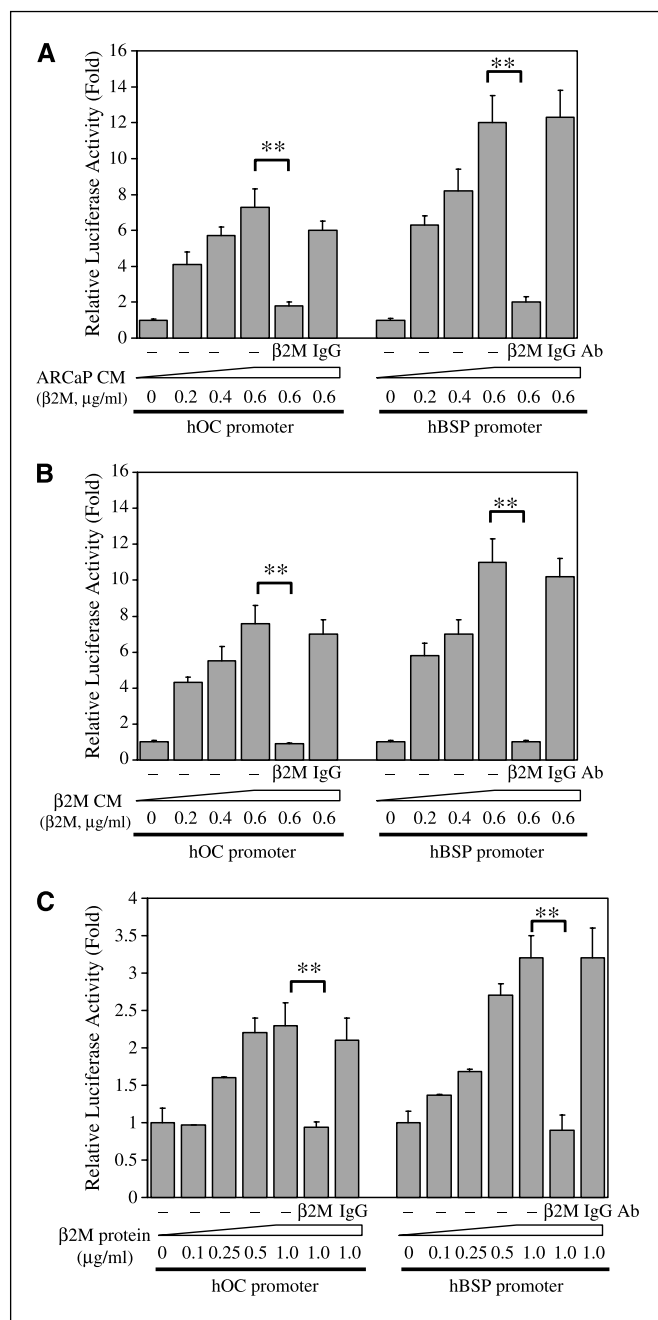 A
Relative Luciferase Activity (Fold)
16
14
12
10
8
6
4
2
0
**
**
– – – – β2M IgG
– – – – β2M IgG Ab
ARCaP CM
(β2M, μg/ml)
0 0.2 0.4 0.6 0.6 0.6
0 0.2 0.4 0.6 0.6 0.6
hOC promoter
hBSP promoter
B
Relative Luciferase Activity (Fold)
16
14
12
10
8
6
4
2
0
**
**
– – – – β2M IgG
– – – – β2M IgG Ab
β2M CM
(β2M, μg/ml)
0 0.2 0.4 0.6 0.6 0.6
0 0.2 0.4 0.6 0.6 0.6
hOC promoter
hBSP promoter
C
Relative Luciferase Activity (Fold)
4
3.5
3
2.5
2
1.5
1
0.5
0
**
**
– – – – – β2M IgG
– – – – – β2M IgG Ab
β2M protein
(μg/ml)
0 0.1 0.25 0.5 1.0 1.0 1.0
0 0.1 0.25 0.5 1.0 1.0 1.0
hOC promoter
hBSP promoter